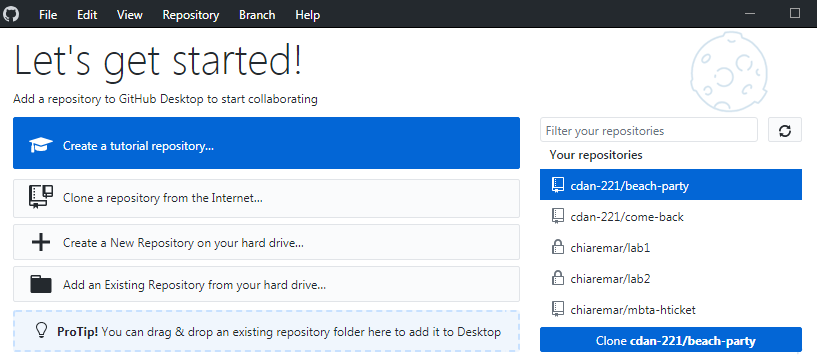 File Edit View Repository Branch Help
Let's get started!
Add a repository to GitHub Desktop to start collaborating
Create a tutorial repository...
Clone a repository from the Internet...
Create a New Repository on your hard drive...
Add an Existing Repository from your hard drive...
ProTip! You can drag & drop an existing repository folder here to add it to Desktop
Filter your repositories
Your repositories
cdan-221/beach-party
cdan-221/come-back
chiaremar/lab1
chiaremar/lab2
chiaremar/mbta-hticket
Clone cdan-221/beach-party